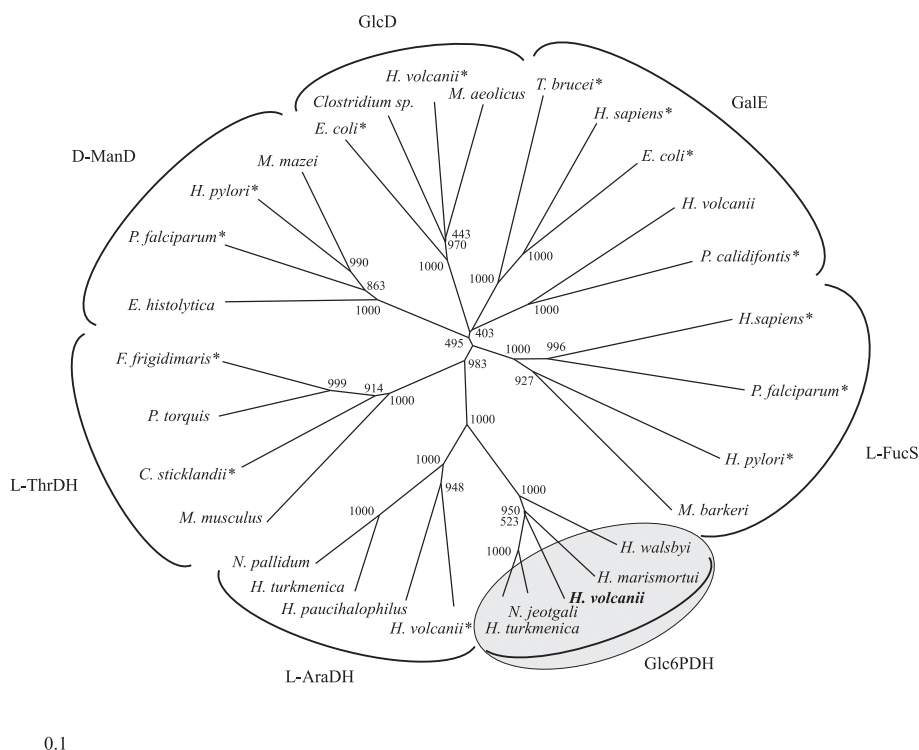 GlcD
H. volcanii*
M. aeolicus
T. brucei*
Clostridium sp.
H. sapiens*
GalE
E. coli*
D-ManD
M. mazei
E. coli*
H. pylori*
H. volcanii
P. falciparum*
443
970
990
1000
1000
1000
P. calidifontis*
863
E. histolytica
1000
1000
H.sapiens*
403
495
F. frigidimaris*
983
1000
996
999
914
927
P. falciparum*
1000
P. torquis
1000
C. sticklandii*
1000
H. pylori*
L-FucS
L-ThrDH
948
1000
M. musculus
1000
950
M. barkeri
523
1000
H. walsbyi
N. pallidum
H. marismortui
H. turkmenica
H. volcanii
H. paucihalophilus
N. jeotgali
H. volcanii*
H. turkmenica
L-AraDH
Glc6PDH
0.1